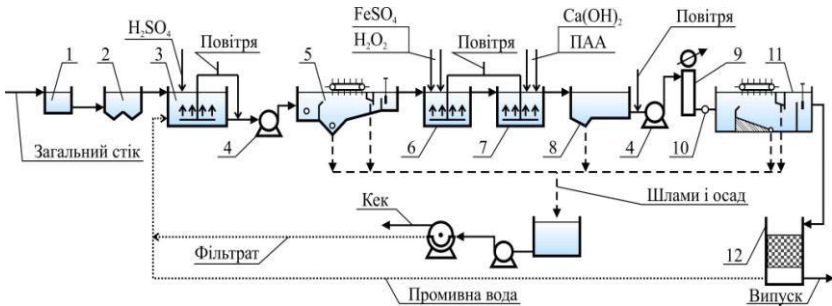 FeSO₄
H₂O₂
Ca(OH)₂
ПАА
H₂SO₄
Повітря
Повітря
Повітря
1
2
3
4
5
6
7
8
4
9
10
11
Загальний стік
Шлами і осад
Кек
Фільтрат
12
Промивна вода
Випуск